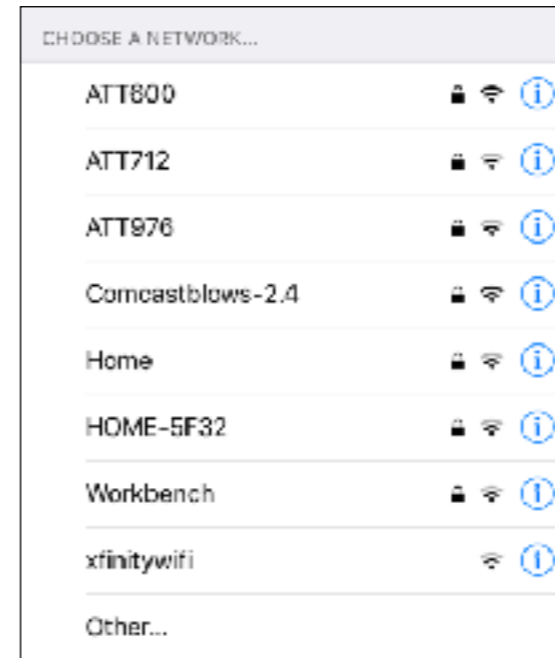 CHOOSE A NETWORK...
ATT600
ATT712
ATT976
Comcastblows-2.4
Home
HOME-5F32
Workbench
xfinitywifi
Other...